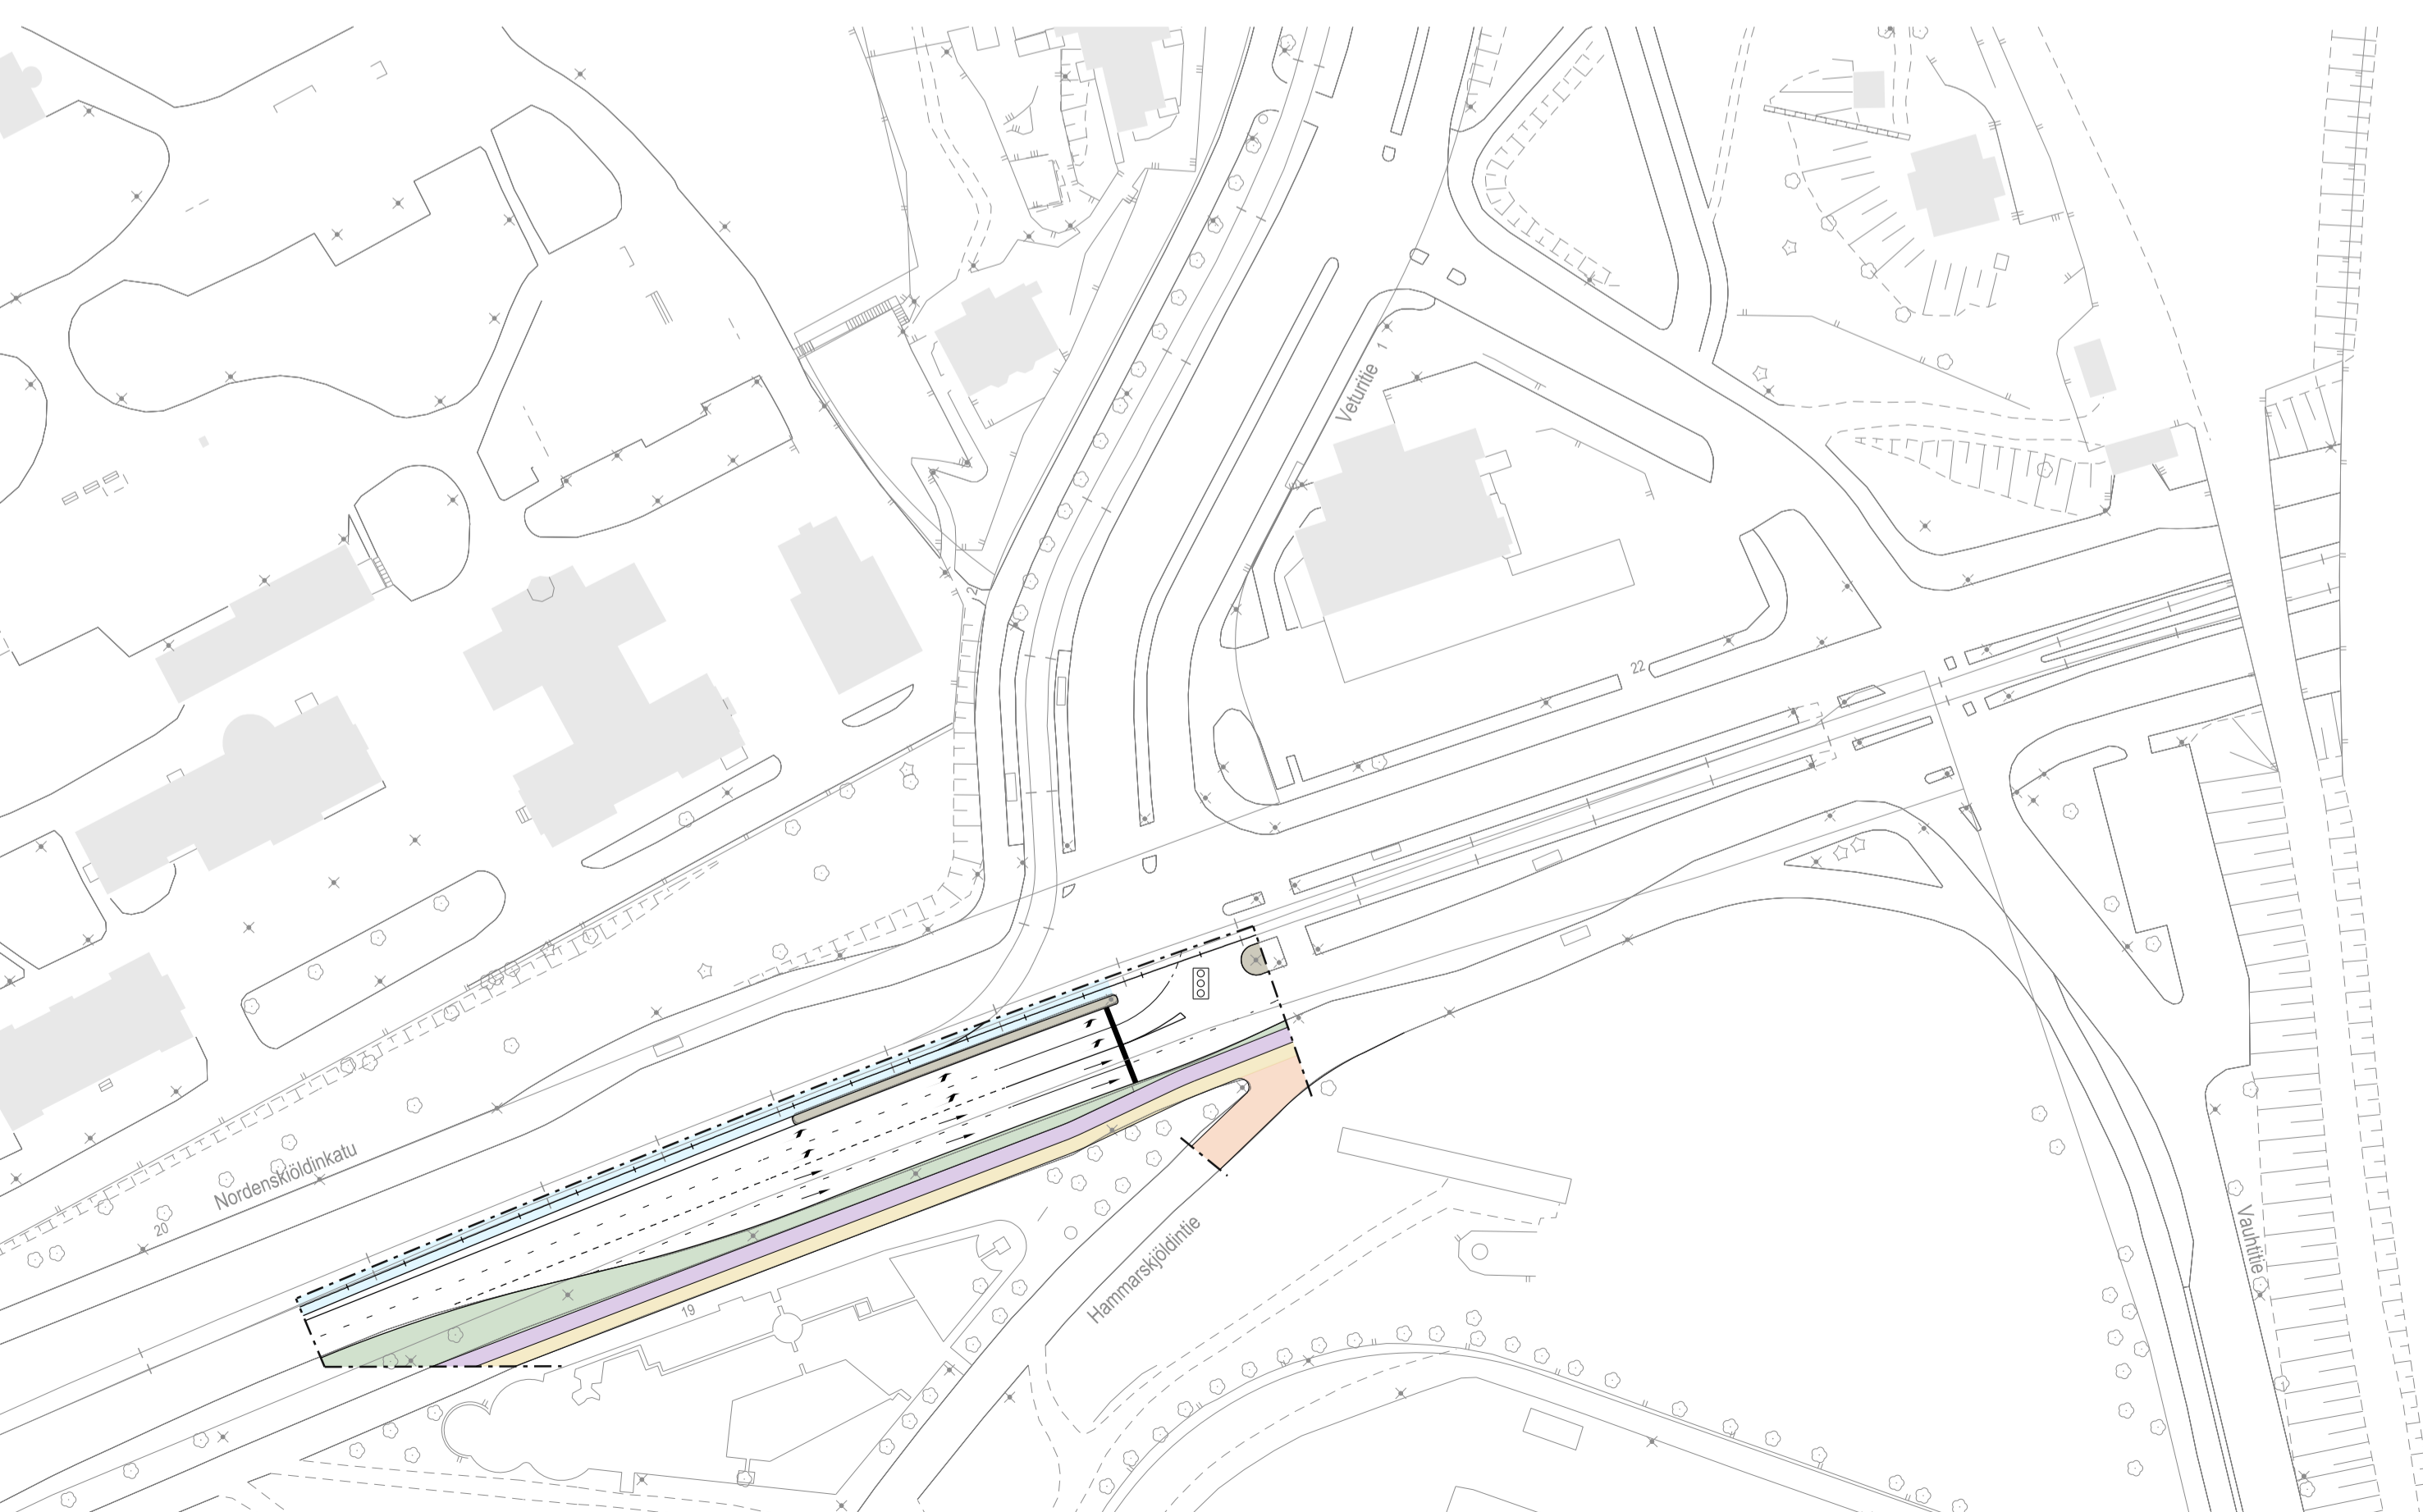 Veturitie
1
2
22
Nordenskiöldinkatu
20
Hammarskjöldintie
19
Vauhtitie